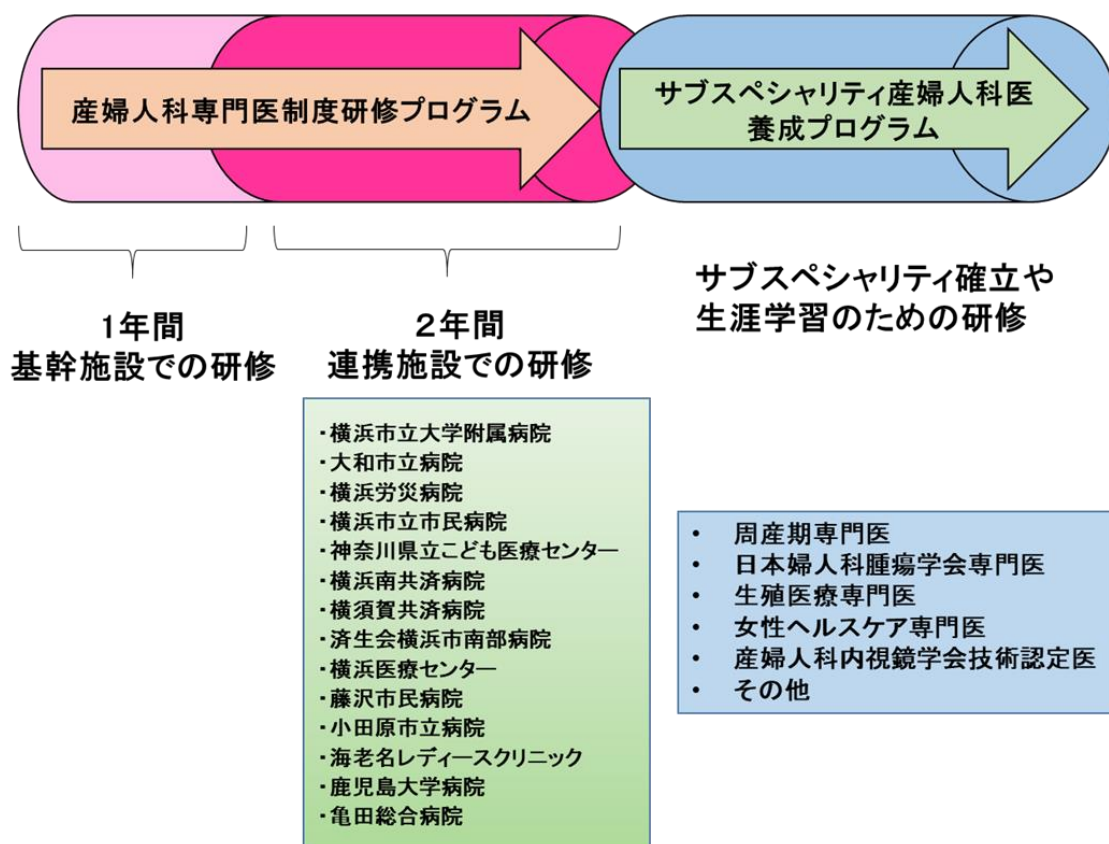 産婦人科専門医制度研修プログラム
サブスペシャリティ産婦人科医
養成プログラム
1年間
基幹施設での研修
2年間
連携施設での研修
サブスペシャリティ確立や
生涯学習のための研修
・横浜市立大学附属病院
・大和市立病院
・横浜労災病院
・横浜市立市民病院
・神奈川県立こども医療センター
・横浜南共済病院
・横須賀共済病院
・済生会横浜市南部病院
・横浜医療センター
・藤沢市民病院
・小田原市立病院
・海老名レディースクリニック
・鹿児島大学病院
・亀田総合病院
• 周産期専門医
• 日本婦人科腫瘍学会専門医
• 生殖医療専門医
• 女性ヘルスケア専門医
• 産婦人科内視鏡学会技術認定医
• その他